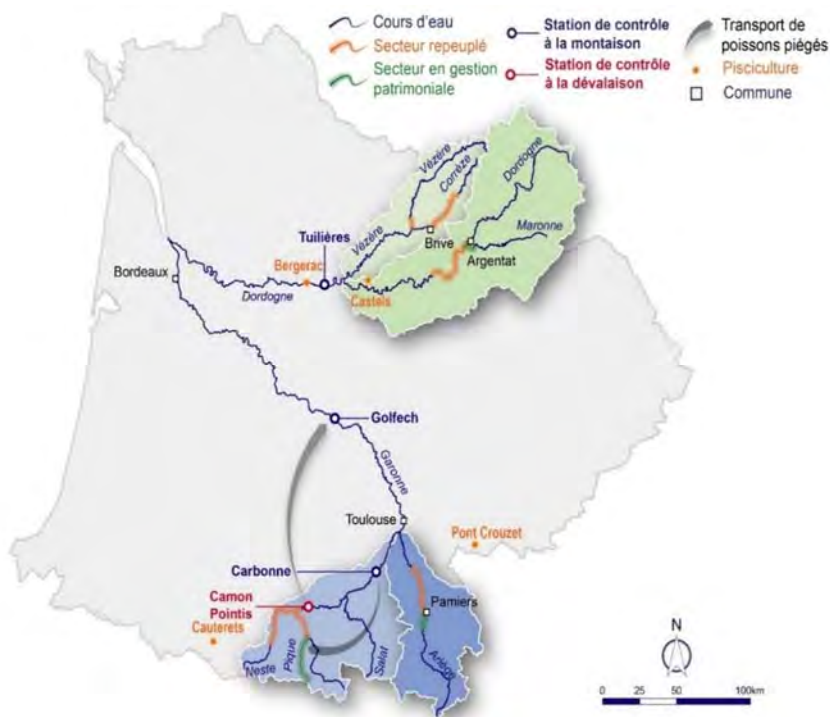 Cours d'eau
Secteur repeuplé
Secteur en gestion
patrimoniale
Station de contrôle
à la montaison
Station de contrôle
à la dévalaison
Transport de
poissons piégés
Pisciculture
Commune
Vézère
Corrèze
Dordogne
Maronne
Tuilières
Vézère
Brive
Argentat
Bergerac
Bordeaux
Castels
Dordogne
Golfech
Garonne
Toulouse
Pont Crouzet
Carbonne
Camon
Pointis
Pamiers
Cauterets
Neste
Pique
Salat
Ariège
N
0 25 50 100km